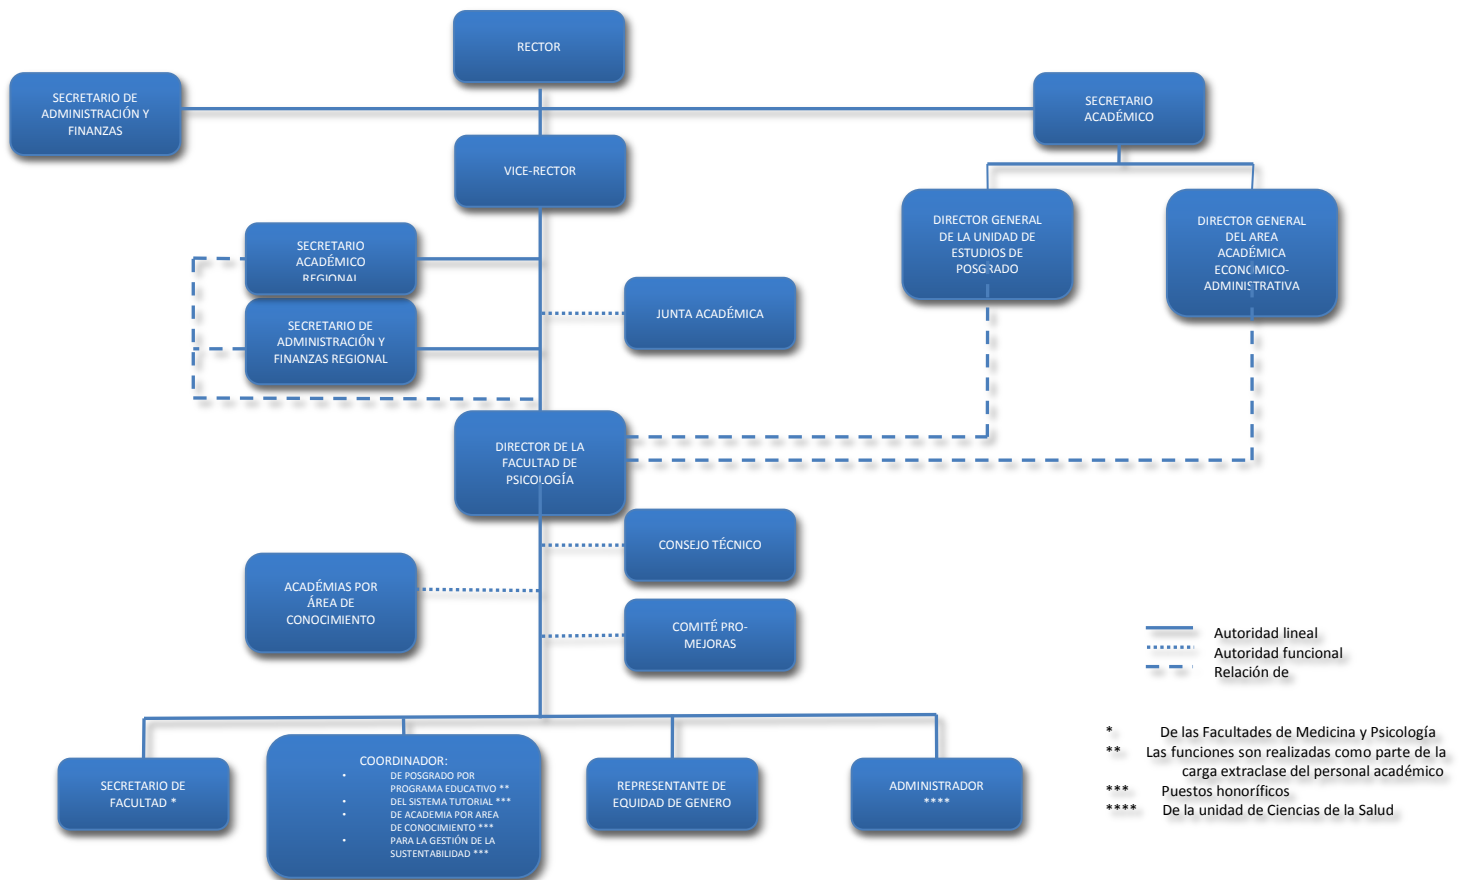 RECTOR
SECRETARIO DE
ADMINISTRACIÓN Y
FINANZAS
SECRETARIO
ACADÉMICO
VICE-RECTOR
DIRECTOR GENERAL
DE LA UNIDAD DE
ESTUDIOS DE
POSGRADO
DIRECTOR GENERAL
DEL AREA
ACADÉMICA
ECONÓMICO-
ADMINISTRATIVA
SECRETARIO
ACADÉMICO
REGIONAL
JUNTA ACADÉMICA
SECRETARIO DE
ADMINISTRACIÓN Y
FINANZAS REGIONAL
DIRECTOR DE LA
FACULTAD DE
PSICOLOGÍA
CONSEJO TÉCNICO
ACADÉMIAS POR
ÁREA DE
CONOCIMIENTO
COMITÉ PRO-
MEJORAS
Autoridad lineal
Autoridad funcional
Relación de
* De las Facultades de Medicina y Psicología
** Las funciones son realizadas como parte de la
carga extraclase del personal académico
*** Puestos honoríficos
**** De la unidad de Ciencias de la Salud
SECRETARIO DE
FACULTAD *
COORDINADOR:
• DE POSGRADO POR
PROGRAMA EDUCATIVO **
• DEL SISTEMA TUTORIAL ***
• DE ACADEMIA POR AREA
DE CONOCIMIENTO ***
• PARA LA GESTIÓN DE LA
SUSTENTABILIDAD ***
REPRESENTANTE DE
EQUIDAD DE GENERO
ADMINISTRADOR
****